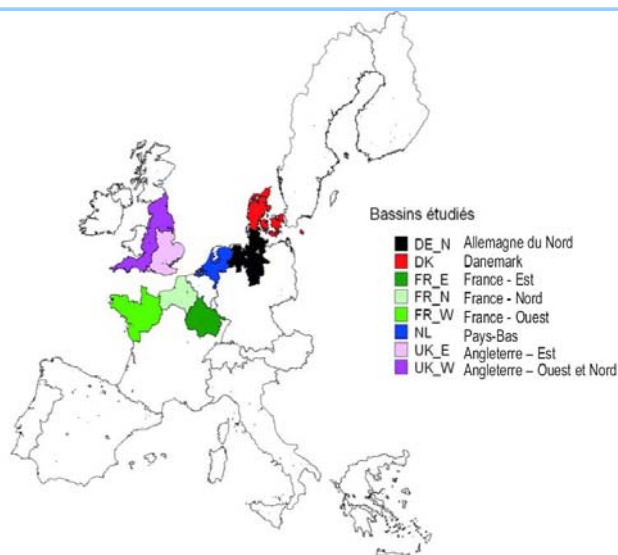 Bassins étudiés
DE_N Allemagne du Nord
DK Danemark
FR_E France - Est
FR_N France - Nord
FR_W France - Ouest
NL Pays-Bas
UK_E Angleterre – Est
UK_W Angleterre – Ouest et Nord